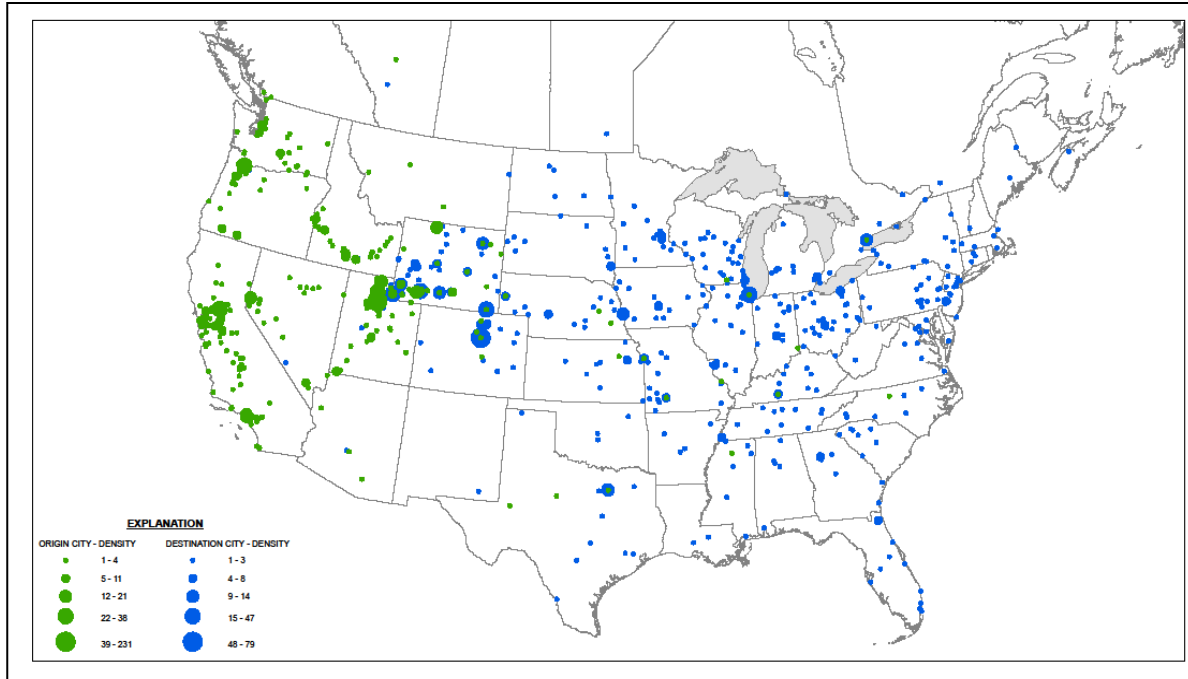 EXPLANATION
ORIGIN CITY - DENSITY DESTINATION CITY - DENSITY
1 - 4 1 - 3
5 - 11 4 - 8
12 - 21 9 - 14
22 - 38 15 - 47
39 - 231 48 - 79